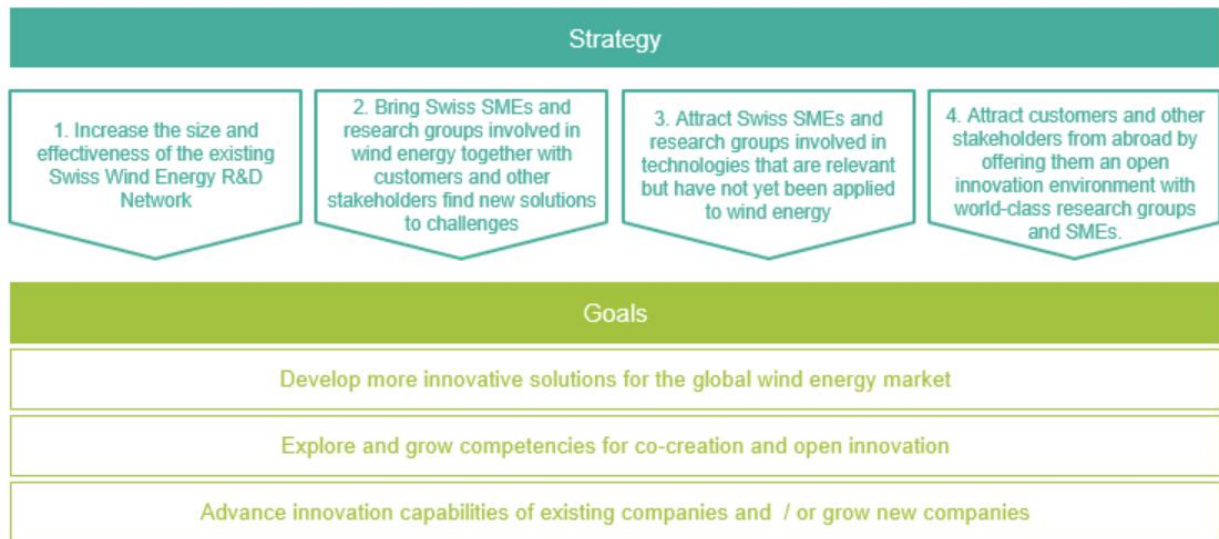 Strategy
1. Increase the size and
effectiveness of the existing
Swiss Wind Energy R&D
Network
2. Bring Swiss SMEs and
research groups involved in
wind energy together with
customers and other
stakeholders find new solutions
to challenges
3. Attract Swiss SMEs and
research groups involved in
technologies that are relevant
but have not yet been applied
to wind energy
4. Attract customers and other
stakeholders from abroad by
offering them an open
innovation environment with
world-class research groups
and SMEs.
Goals
Develop more innovative solutions for the global wind energy market
Explore and grow competencies for co-creation and open innovation
Advance innovation capabilities of existing companies and / or grow new companies